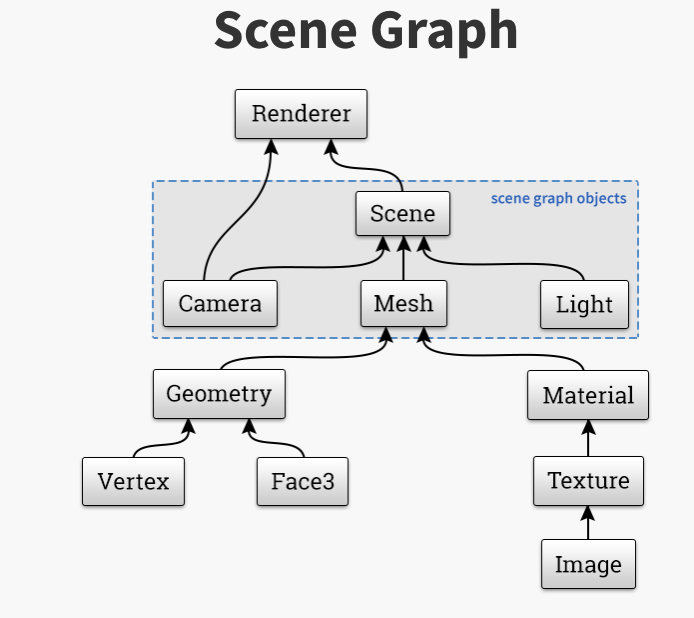 Scene Graph
Renderer
scene graph objects
Scene
Camera
Mesh
Light
Geometry
Material
Vertex
Face3
Texture
Image